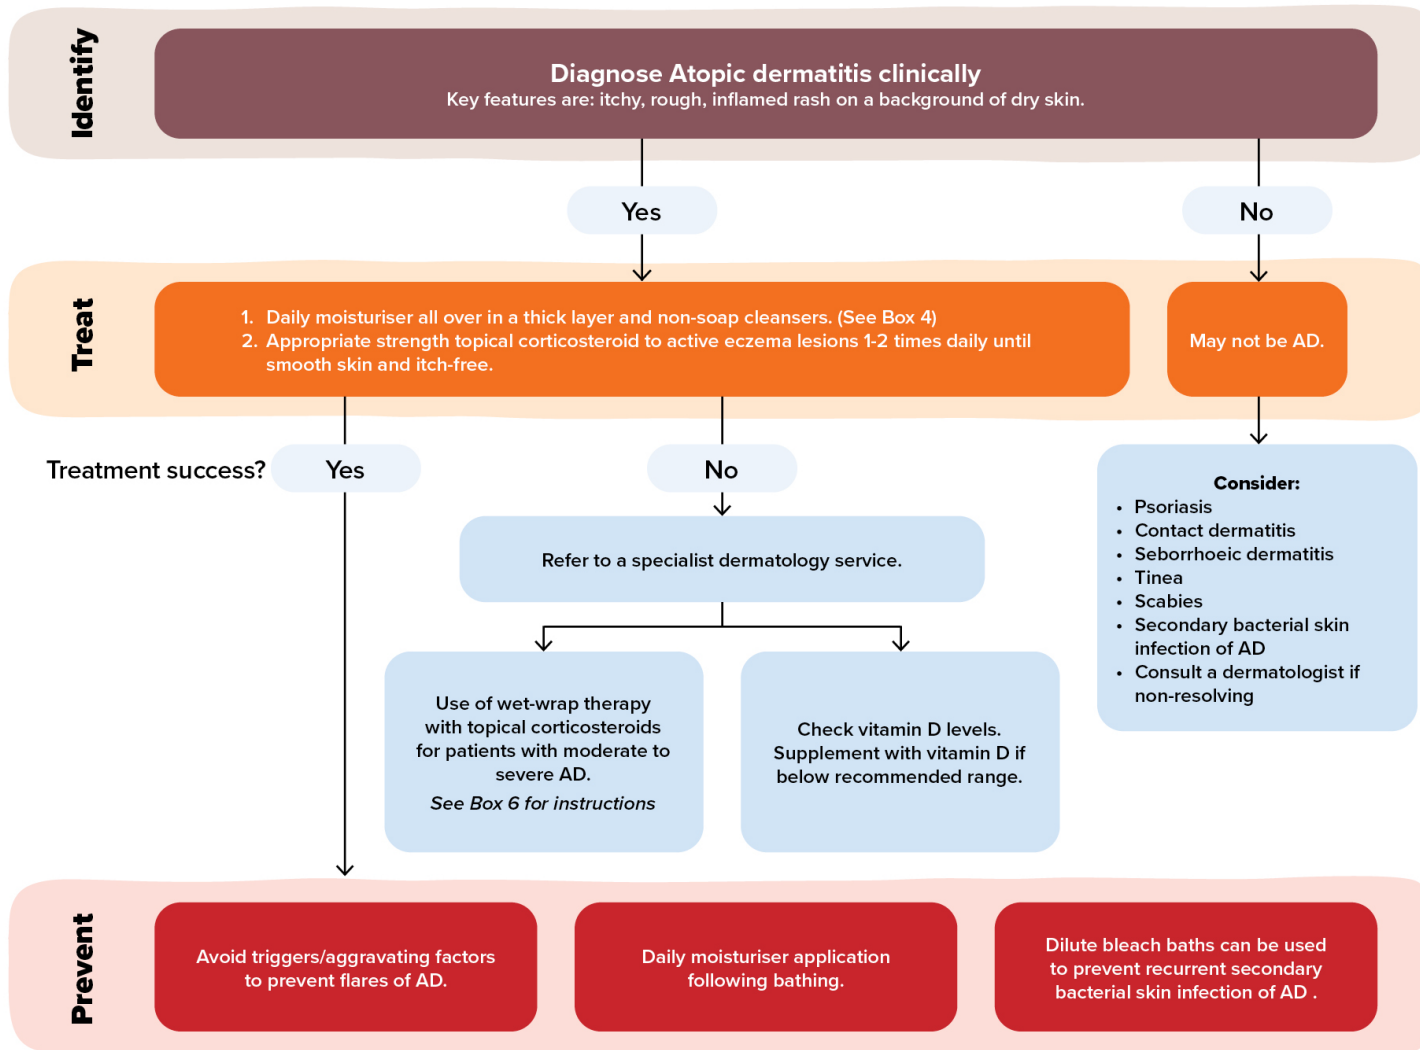 Identify
Diagnose Atopic dermatitis clinically
Key features are: itchy, rough, inflamed rash on a background of dry skin.
Yes
No
Treat
1. Daily moisturiser all over in a thick layer and non-soap cleansers. (See Box 4)
2. Appropriate strength topical corticosteroid to active eczema lesions 1-2 times daily until
smooth skin and itch-free.
May not be AD.
Treatment success?
Yes
No
Refer to a specialist dermatology service.
Use of wet-wrap therapy
with topical corticosteroids
for patients with moderate to
severe AD.
See Box 6 for instructions
Check vitamin D levels.
Supplement with vitamin D if
below recommended range.
Consider:
• Psoriasis
• Contact dermatitis
• Seborrhoeic dermatitis
• Tinea
• Scabies
• Secondary bacterial skin
infection of AD
• Consult a dermatologist if
non-resolving
Prevent
Avoid triggers/aggravating factors
to prevent flares of AD.
Daily moisturiser application
following bathing.
Dilute bleach baths can be used
to prevent recurrent secondary
bacterial skin infection of AD .